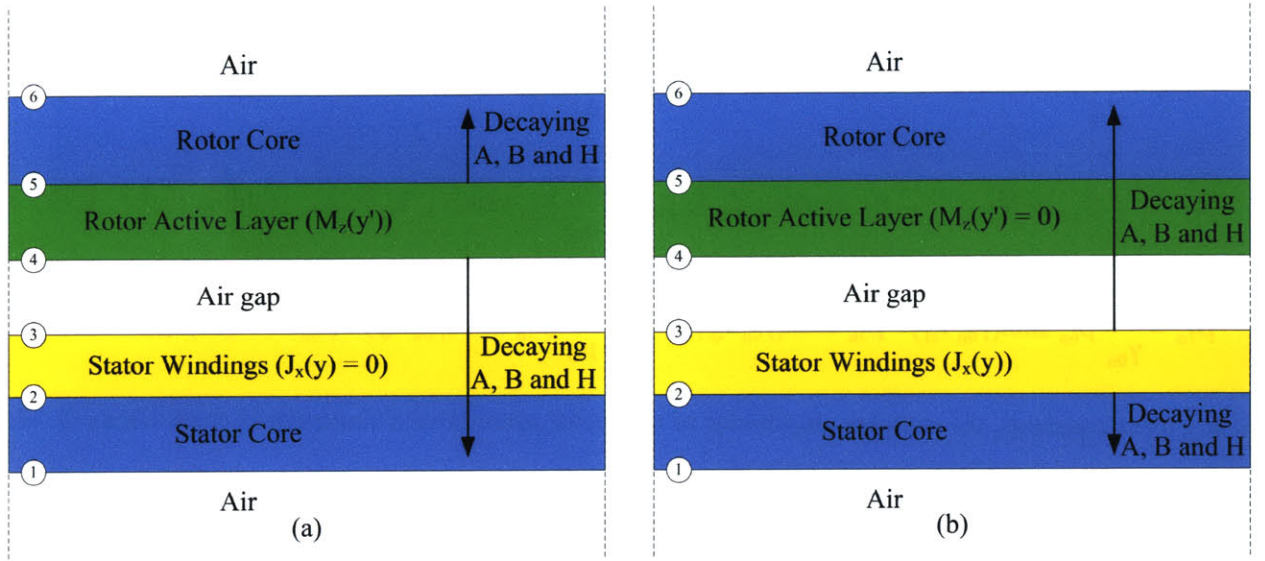 Air
6
Rotor Core
Decaying
A, B and H
5
Rotor Active Layer (Mz(y'))
4
Air gap
3
Stator Windings (Jx(y) = 0)
Decaying
A, B and H
2
Stator Core
1
Air
(a)
Air
6
Rotor Core
5
Rotor Active Layer (Mz(y') = 0)
Decaying
A, B and H
4
Air gap
3
Stator Windings (Jx(y))
2
Stator Core
Decaying
A, B and H
1
Air
(b)